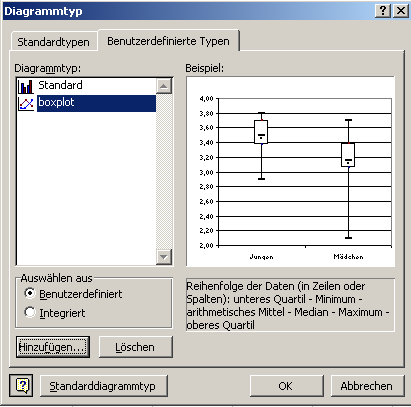 Diagrammtyp
Standardtypen
Benutzerdefinierte Typen
Diagrammtyp:
Standard
boxplot
Beispiel:
4,00
3,80
3,60
3,40
3,20
3,00
2,80
2,60
2,40
2,20
2,00
Jungen
Mädchen
Auswählen aus
Benutzerdefiniert
Integriert
Reihenfolge der Daten (in Zeilen oder
Spalten): unteres Quartil - Minimum -
arithmetisches Mittel - Median - Maximum -
oberes Quartil
Hinzufügen...
Löschen
?
Standarddiagrammtyp
OK
Abbrechen